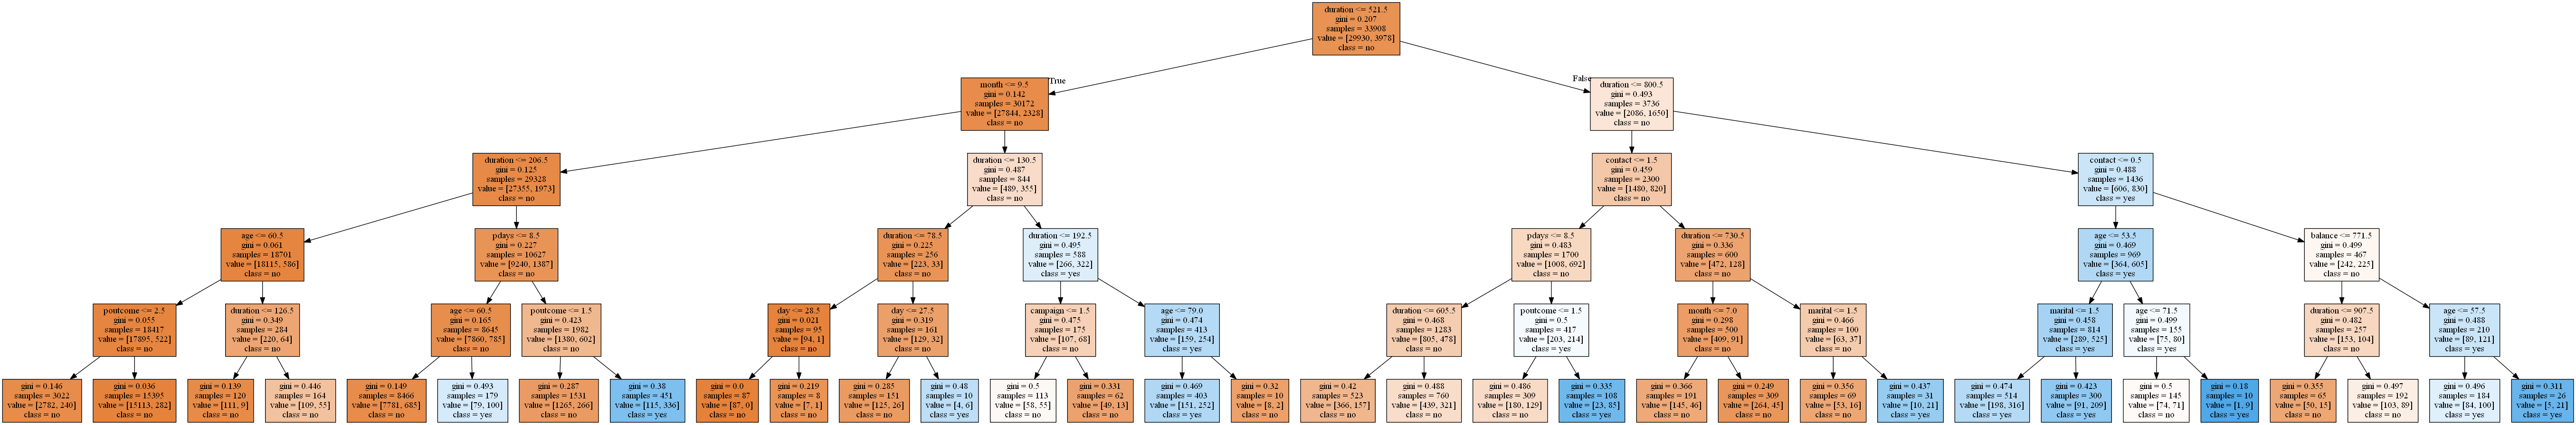 duration <= 521.5
gini = 0.207
samples = 33908
value = [29930, 3978]
class = no
True
False
month <= 9.5
gini = 0.142
samples = 30172
value = [27844, 2328]
class = no
duration <= 800.5
gini = 0.493
samples = 3736
value = [2086, 1650]
class = no
duration <= 206.5
gini = 0.125
samples = 29328
value = [27355, 1973]
class = no
duration <= 130.5
gini = 0.487
samples = 844
value = [489, 355]
class = no
contact <= 1.5
gini = 0.459
samples = 2300
value = [1480, 820]
class = no
contact <= 0.5
gini = 0.488
samples = 1436
value = [606, 830]
class = yes
age <= 60.5
gini = 0.061
samples = 18701
value = [18115, 586]
class = no
pdays <= 8.5
gini = 0.227
samples = 10627
value = [9240, 1387]
class = no
duration <= 78.5
gini = 0.225
samples = 256
value = [223, 33]
class = no
duration <= 192.5
gini = 0.495
samples = 588
value = [266, 322]
class = yes
pdays <= 8.5
gini = 0.483
samples = 1700
value = [1008, 692]
class = no
duration <= 730.5
gini = 0.336
samples = 600
value = [472, 128]
class = no
age <= 53.5
gini = 0.469
samples = 969
value = [364, 605]
class = yes
balance <= 771.5
gini = 0.499
samples = 467
value = [242, 225]
class = no
poutcome <= 2.5
gini = 0.055
samples = 18417
value = [17895, 522]
class = no
duration <= 126.5
gini = 0.349
samples = 284
value = [220, 64]
class = no
age <= 60.5
gini = 0.165
samples = 8645
value = [7860, 785]
class = no
poutcome <= 1.5
gini = 0.423
samples = 1982
value = [1380, 602]
class = no
day <= 28.5
gini = 0.021
samples = 95
value = [94, 1]
class = no
day <= 27.5
gini = 0.319
samples = 161
value = [129, 32]
class = no
campaign <= 1.5
gini = 0.475
samples = 175
value = [107, 68]
class = no
age <= 79.0
gini = 0.474
samples = 413
value = [159, 254]
class = yes
duration <= 605.5
gini = 0.468
samples = 1283
value = [805, 478]
class = no
poutcome <= 1.5
gini = 0.5
samples = 417
value = [203, 214]
class = yes
month <= 7.0
gini = 0.298
samples = 500
value = [409, 91]
class = no
marital <= 1.5
gini = 0.466
samples = 100
value = [63, 37]
class = no
marital <= 1.5
gini = 0.458
samples = 814
value = [289, 525]
class = yes
age <= 71.5
gini = 0.499
samples = 155
value = [75, 80]
class = yes
duration <= 907.5
gini = 0.482
samples = 257
value = [153, 104]
class = no
age <= 57.5
gini = 0.488
samples = 210
value = [89, 121]
class = yes
gini = 0.146
samples = 3022
value = [2782, 240]
class = no
gini = 0.036
samples = 15395
value = [15113, 282]
class = no
gini = 0.139
samples = 120
value = [111, 9]
class = no
gini = 0.446
samples = 164
value = [109, 55]
class = no
gini = 0.149
samples = 8466
value = [7781, 685]
class = no
gini = 0.493
samples = 179
value = [79, 100]
class = yes
gini = 0.287
samples = 1531
value = [1265, 266]
class = no
gini = 0.38
samples = 451
value = [115, 336]
class = yes
gini = 0.0
samples = 87
value = [87, 0]
class = no
gini = 0.219
samples = 8
value = [7, 1]
class = no
gini = 0.285
samples = 151
value = [125, 26]
class = no
gini = 0.48
samples = 10
value = [4, 6]
class = yes
gini = 0.5
samples = 113
value = [58, 55]
class = no
gini = 0.331
samples = 62
value = [49, 13]
class = no
gini = 0.469
samples = 403
value = [151, 252]
class = yes
gini = 0.32
samples = 10
value = [8, 2]
class = no
gini = 0.42
samples = 523
value = [366, 157]
class = no
gini = 0.488
samples = 760
value = [439, 321]
class = no
gini = 0.486
samples = 309
value = [180, 129]
class = no
gini = 0.335
samples = 108
value = [23, 85]
class = yes
gini = 0.366
samples = 191
value = [145, 46]
class = no
gini = 0.249
samples = 309
value = [264, 45]
class = no
gini = 0.356
samples = 69
value = [53, 16]
class = no
gini = 0.437
samples = 31
value = [10, 21]
class = yes
gini = 0.474
samples = 514
value = [198, 316]
class = yes
gini = 0.423
samples = 300
value = [91, 209]
class = yes
gini = 0.5
samples = 145
value = [74, 71]
class = no
gini = 0.18
samples = 10
value = [1, 9]
class = yes
gini = 0.355
samples = 65
value = [50, 15]
class = no
gini = 0.497
samples = 192
value = [103, 89]
class = no
gini = 0.496
samples = 184
value = [84, 100]
class = yes
gini = 0.311
samples = 26
value = [5, 21]
class = yes